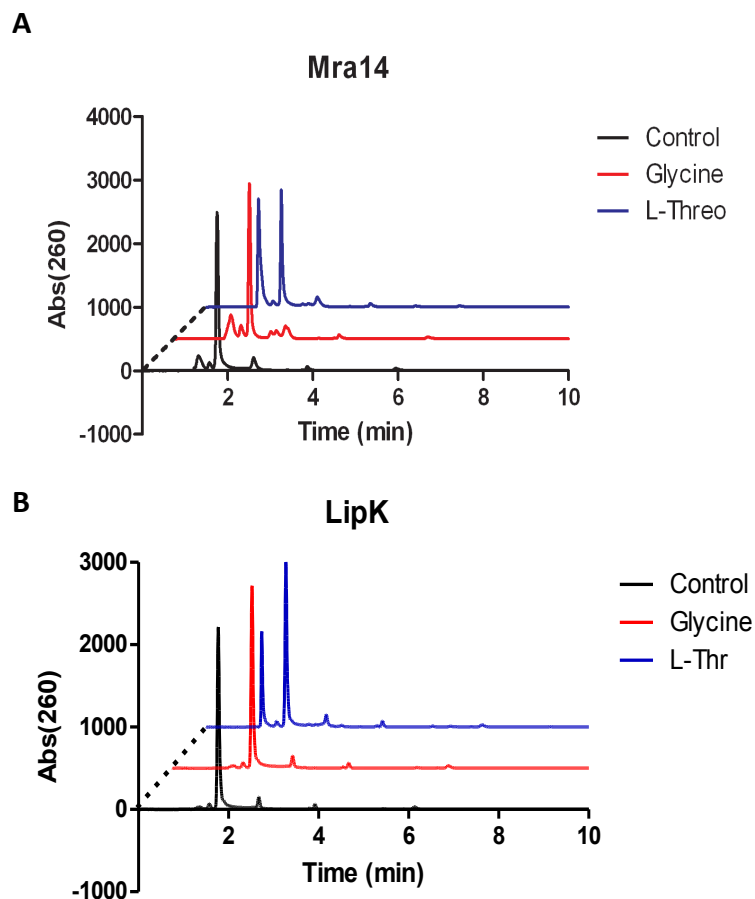 A
Mra14
4000
3000
2000
1000
0
-1000
Abs(260)
2 4 6 8 10
Time (min)
Control
Glycine
L-Threo
B
LipK
3000
2000
1000
0
-1000
Abs(260)
2 4 6 8 10
Time (min)
Control
Glycine
L-Thr